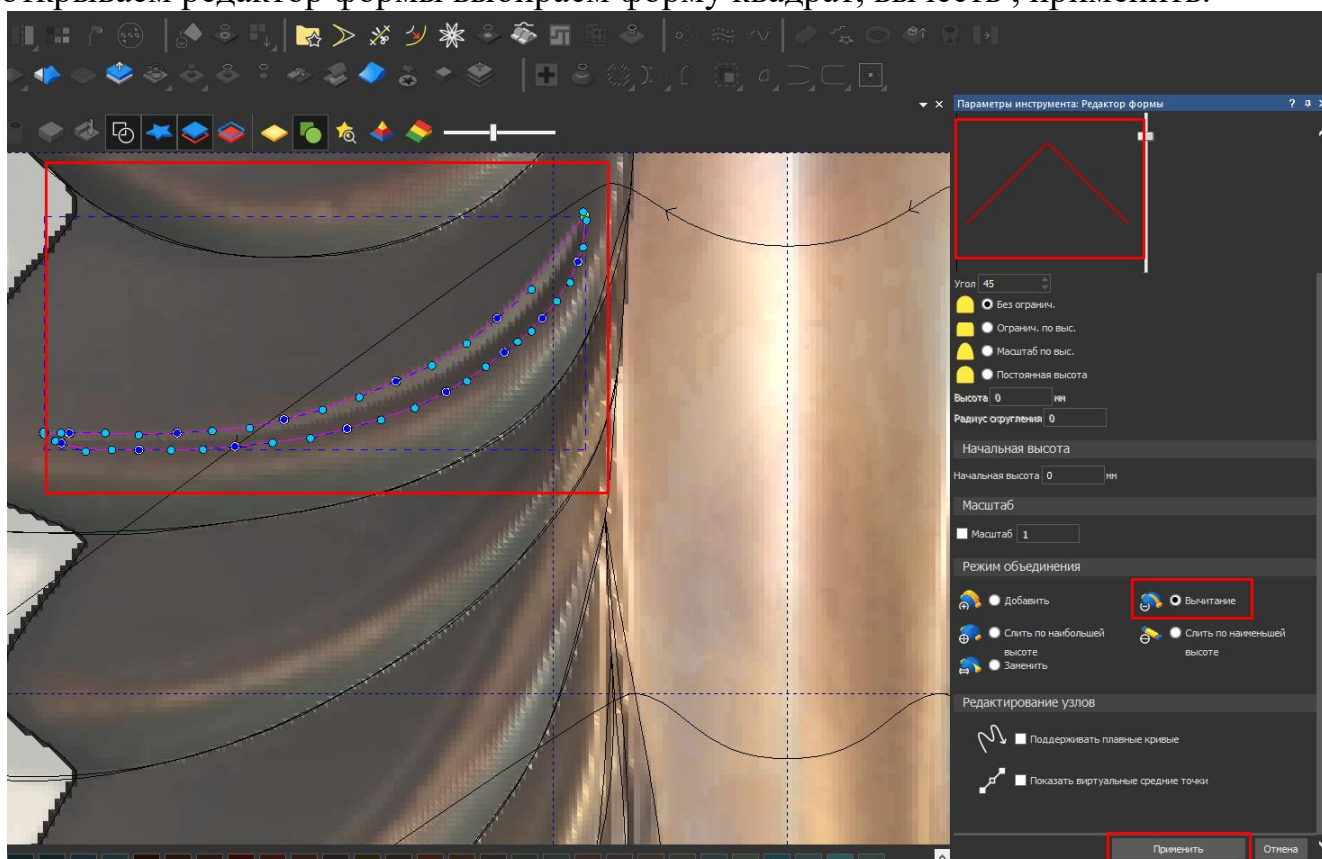 открываем редактор формы выбираем форму квадрат, вычесть , применить.
Параметры инструмента: Редактор формы
Угол 45
Без огранич.
Огранич. по выс.
Масштаб по выс.
Постоянная высота
Высота 0 мм
Радиус скругления 0
Начальная высота
Начальная высота 0 мм
Масштаб
Масштаб 1
Режим объединения
Добавить
Вычитание
Слить по наибольшей
высоте
Слить по наименьшей
высоте
Заменить
Редактирование узлов
Поддерживать плавные кривые
Показать виртуальные средние точки
Применить
Отмена